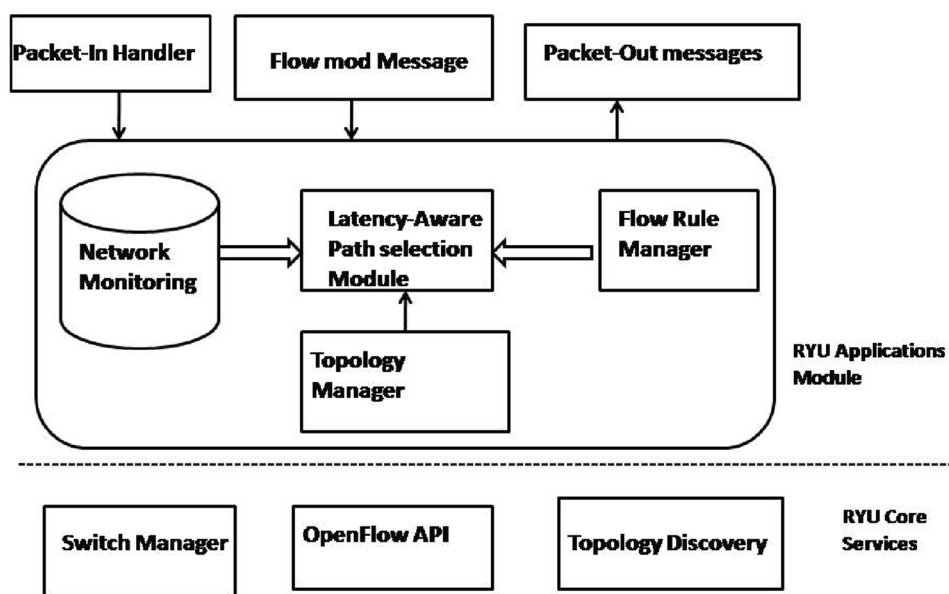 Packet-In Handler
Flow mod Message
Packet-Out messages
Network
Monitoring
Latency-Aware
Path selection
Module
Flow Rule
Manager
Topology
Manager
RYU Applications
Module
Switch Manager
OpenFlow API
Topology Discovery
RYU Core
Services